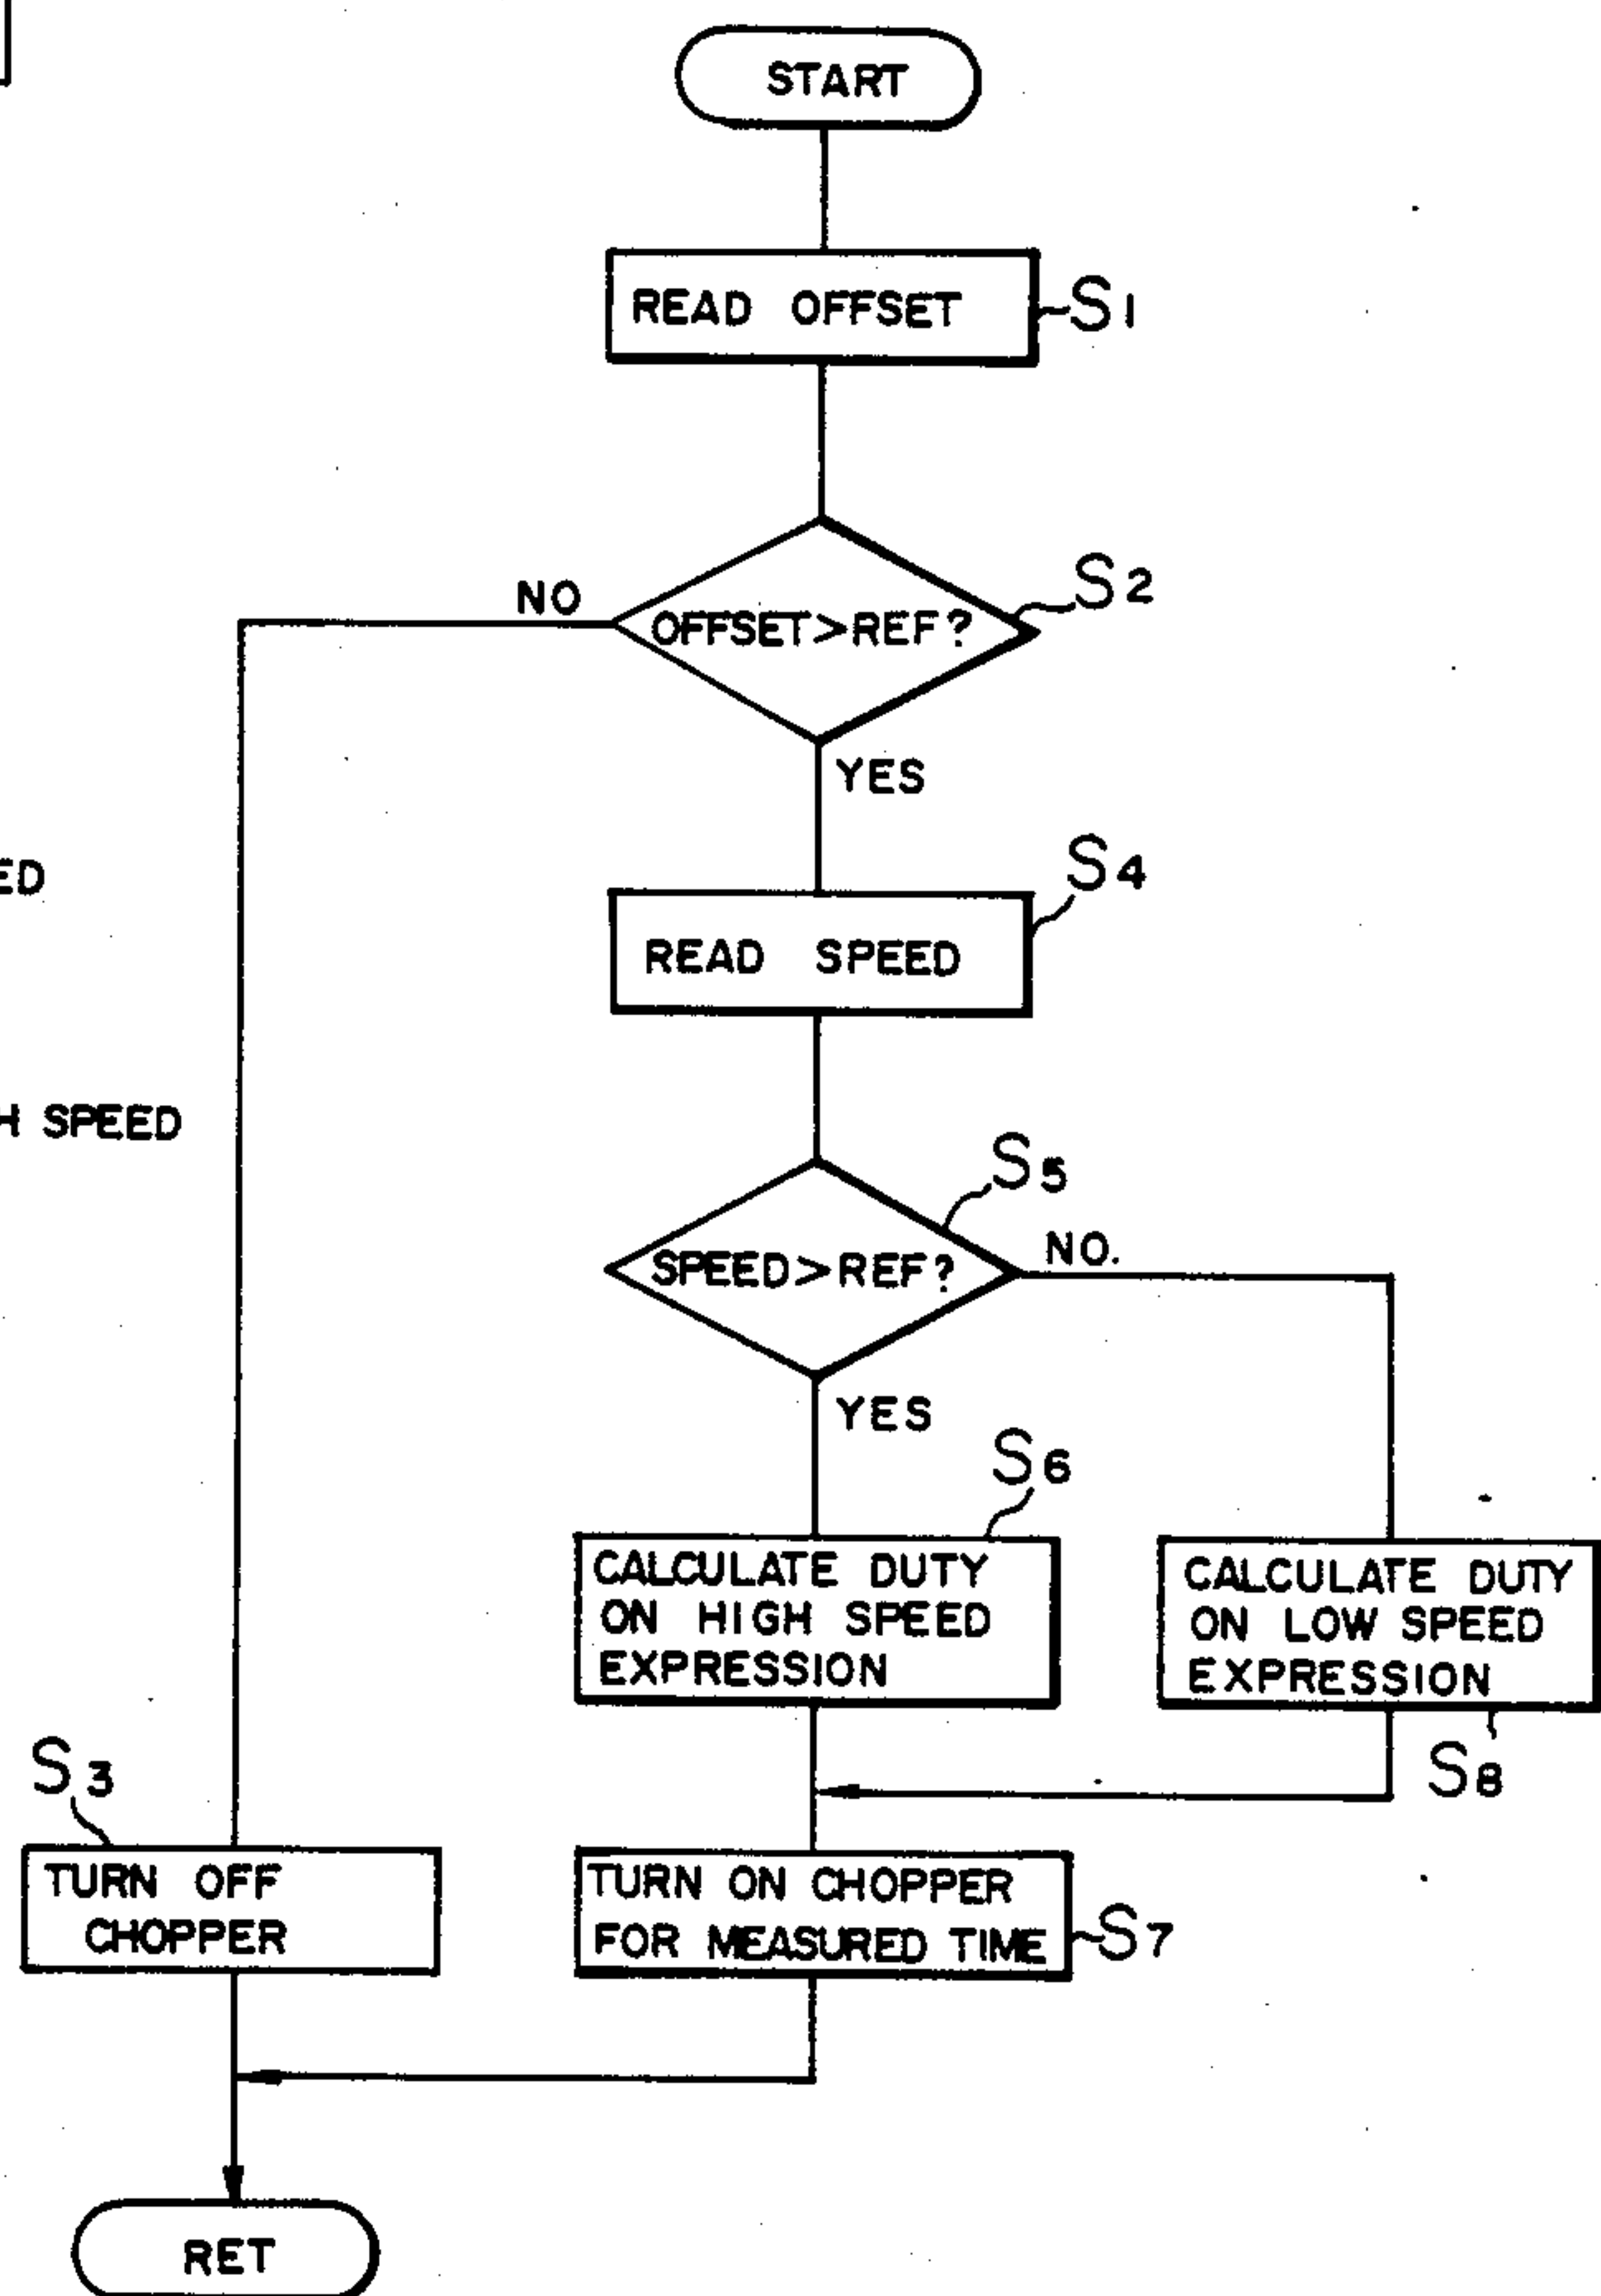 START
READ OFFSET
S1
S2
NO
OFFSET>REF?
YES
ED
S4
READ SPEED
H SPEED
S5
NO.
SPEED>REF?
YES
S6
CALCULATE DUTY
ON HIGH SPEED
EXPRESSION
CALCULATE DUTY
ON LOW SPEED
EXPRESSION
S8
S3
TURN OFF
CHOPPER
TURN ON CHOPPER
FOR MEASURED TIME
S7
RET